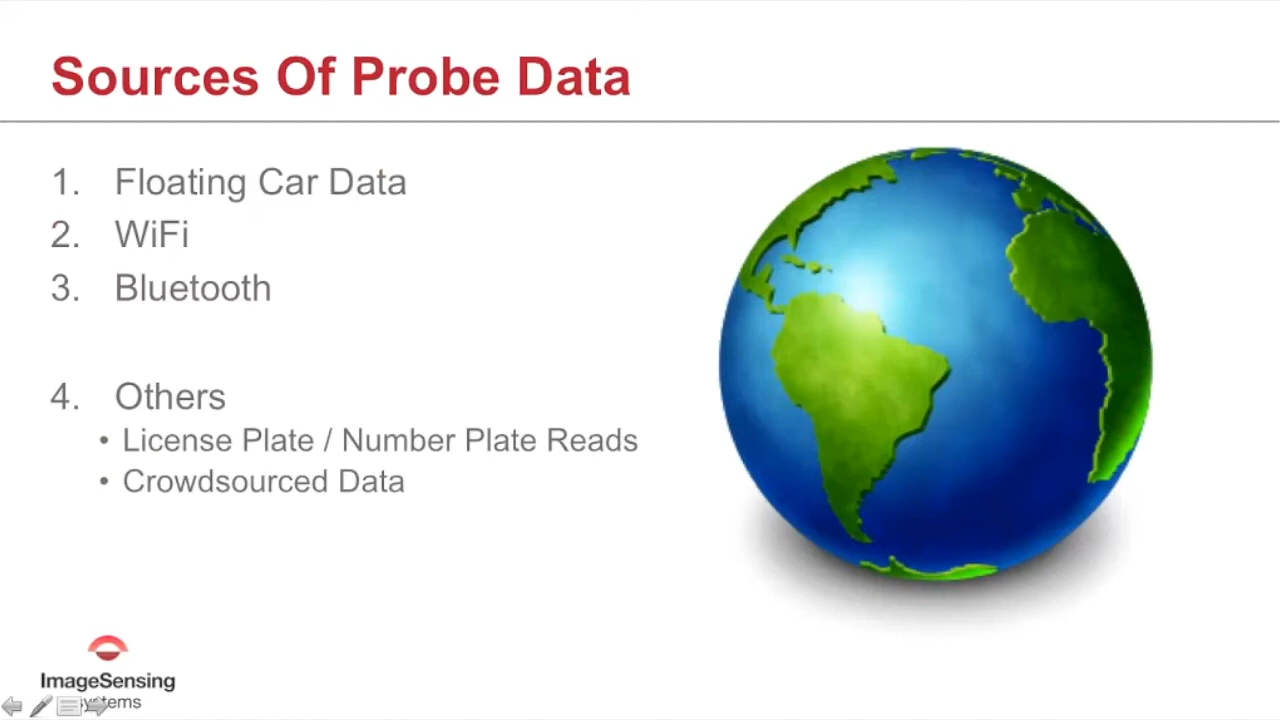 Sources Of Probe Data
1. Floating Car Data
2. WiFi
3. Bluetooth
4. Others
• License Plate / Number Plate Reads
• Crowdsourced Data
ImageSensing
Systems